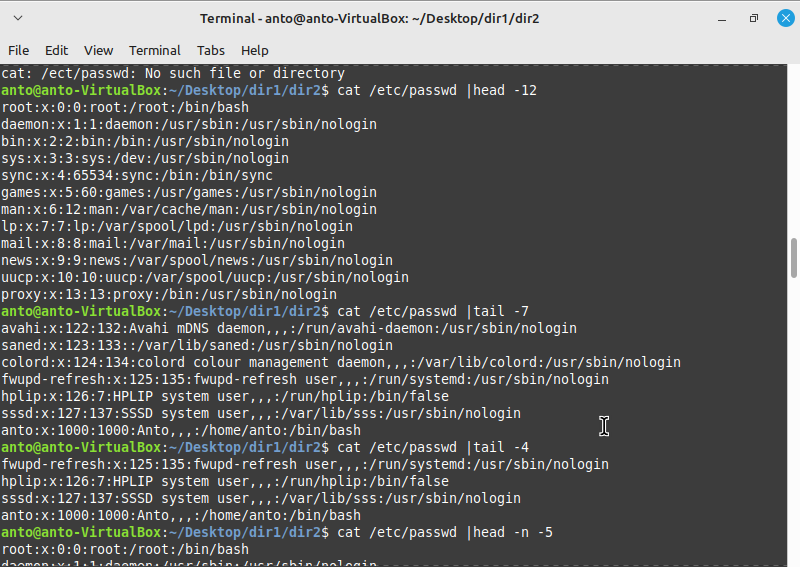 Terminal - anto@anto-VirtualBox: ~/Desktop/dir1/dir2
File Edit View Terminal Tabs Help
cat: /ect/passwd: No such file or directory
anto@anto-VirtualBox:~/Desktop/dir1/dir2$ cat /etc/passwd |head -12
root:x:0:0:root:/root:/bin/bash
daemon:x:1:1:daemon:/usr/sbin:/usr/sbin/nologin
bin:x:2:2:bin:/bin:/usr/sbin/nologin
sys:x:3:3:sys:/dev:/usr/sbin/nologin
sync:x:4:65534:sync:/bin:/bin/sync
games:x:5:60:games:/usr/games:/usr/sbin/nologin
man:x:6:12:man:/var/cache/man:/usr/sbin/nologin
lp:x:7:7:lp:/var/spool/lpd:/usr/sbin/nologin
mail:x:8:8:mail:/var/mail:/usr/sbin/nologin
news:x:9:9:news:/var/spool/news:/usr/sbin/nologin
uucp:x:10:10:uucp:/var/spool/uucp:/usr/sbin/nologin
proxy:x:13:13:proxy:/bin:/usr/sbin/nologin
anto@anto-VirtualBox:~/Desktop/dir1/dir2$ cat /etc/passwd |tail -7
avahi:x:122:132:Avahi mDNS daemon,,,:/run/avahi-daemon:/usr/sbin/nologin
saned:x:123:133::/var/lib/saned:/usr/sbin/nologin
colord:x:124:134:colord colour management daemon,,,:/var/lib/colord:/usr/sbin/nologin
fwupd-refresh:x:125:135:fwupd-refresh user,,,:/run/systemd:/usr/sbin/nologin
hplip:x:126:7:HPLIP system user,,,:/run/hplip:/bin/false
sssd:x:127:137:SSSD system user,,,:/var/lib/sss:/usr/sbin/nologin
anto:x:1000:1000:Anto,,,:/home/anto:/bin/bash
anto@anto-VirtualBox:~/Desktop/dir1/dir2$ cat /etc/passwd |tail -4
fwupd-refresh:x:125:135:fwupd-refresh user,,,:/run/systemd:/usr/sbin/nologin
hplip:x:126:7:HPLIP system user,,,:/run/hplip:/bin/false
sssd:x:127:137:SSSD system user,,,:/var/lib/sss:/usr/sbin/nologin
anto:x:1000:1000:Anto,,,:/home/anto:/bin/bash
anto@anto-VirtualBox:~/Desktop/dir1/dir2$ cat /etc/passwd |head -n -5
root:x:0:0:root:/root:/bin/bash
daemon:x:1:1:daemon:/usr/sbin:/usr/sbin/nologin